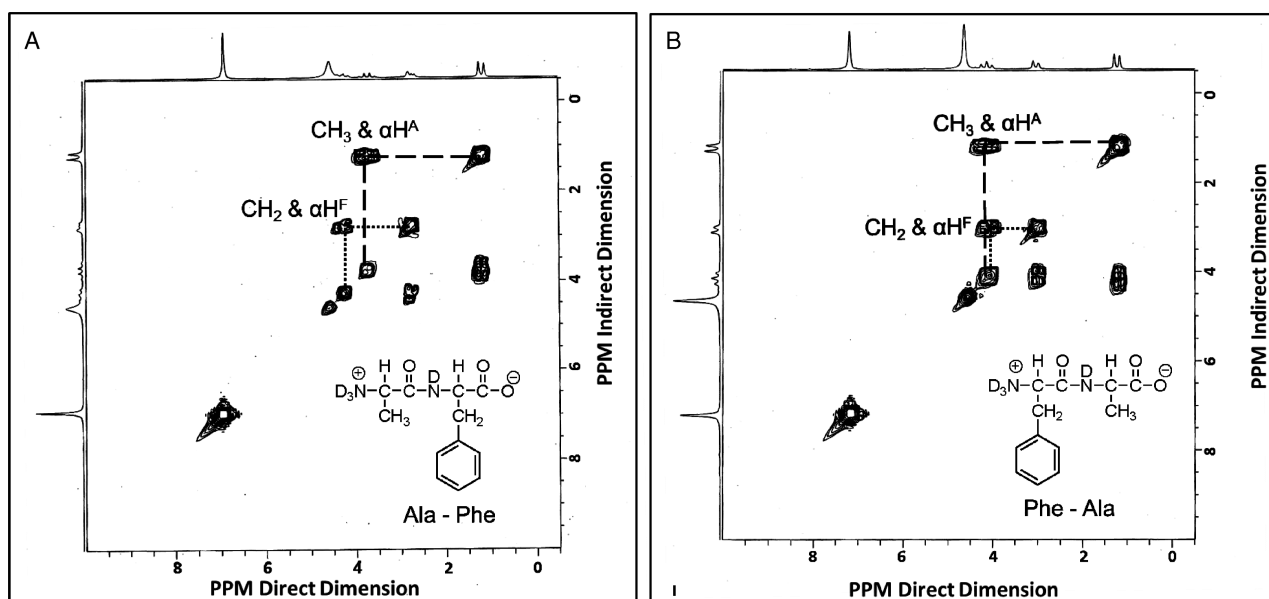 A
CH₃ & αHᴬ
CH₂ & αHF
0
2
4
6
8
PPM Indirect Dimension
⊕ H O D H O ⊖
D₃N-C-C-N-C-C-O
CH₃ CH₂
Ala - Phe
8 6 4 2 0
PPM Direct Dimension
B
CH₃ & αHᴬ
CH₂ & αHF
0
2
4
6
8
PPM Indirect Dimension
⊕ H O D H O ⊖
D₃N-C-C-N-C-C-O
CH₂ CH₃
Phe - Ala
8 6 4 2 0
PPM Direct Dimension